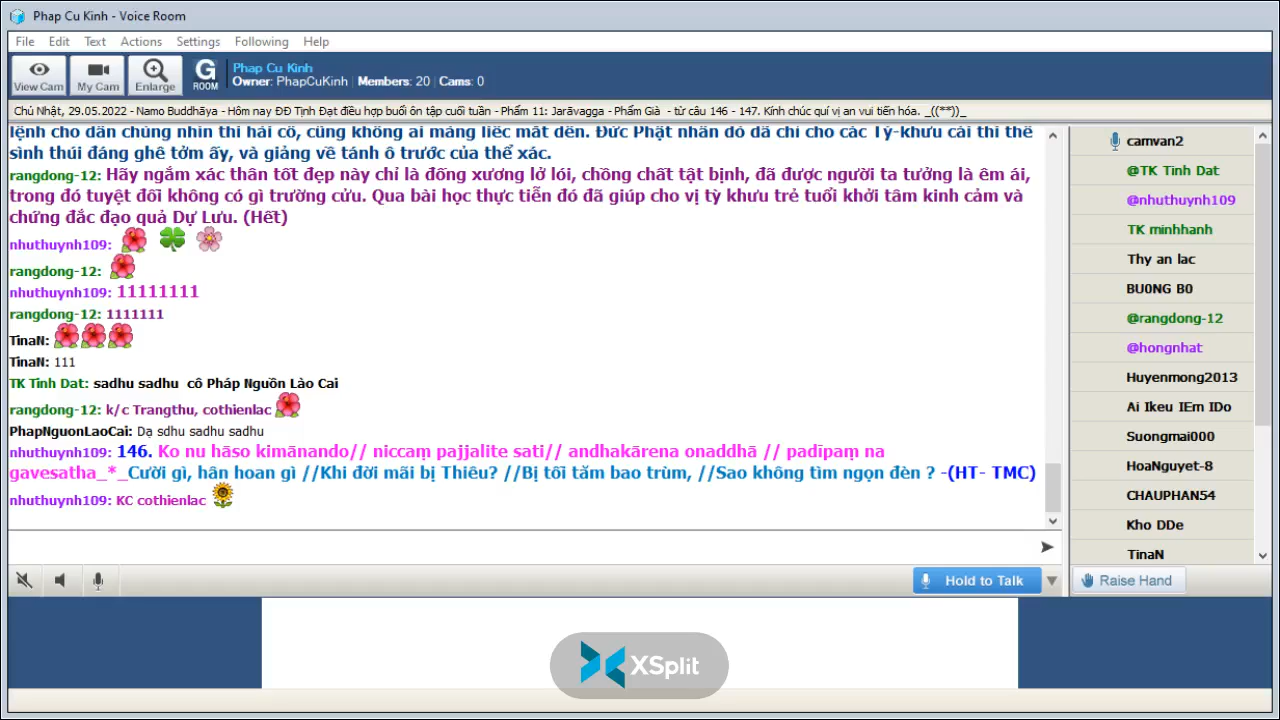 Phap Cu Kinh - Voice Room
File Edit Text Actions Settings Following Help
View Cam My Cam Enlarge G ROOM
Phap Cu Kinh
Owner: PhapCuKinh | Members: 20 | Cams: 0
Chú Nhật, 29.05.2022 - Namo Buddhāya - Hôm nay ĐĐ Tịnh Đạt điều hợp buổi ôn tập cuối tuần - Phẩm 11: Jarāvagga - Phẩm Già - từ câu 146 - 147. Kính chúc quí vị an vui tiến hóa. _((**))_
lệnh cho dân chúng nhìn thi hài cô, cũng không ai màng liếc mắt đến. Đức Phật nhân đó đã chỉ cho các Tỳ-khưu cái thi thể
sình thúi đáng ghê tởm ấy, và giảng về tánh ô trước của thể xác.
rangdong-12: Hãy ngắm xác thân tốt đẹp này chỉ là đống xương lở lói, chồng chất tật bịnh, đã được người ta tưởng là êm ái,
trong đó tuyệt đối không có gì trường cửu. Qua bài học thực tiễn đó đã giúp cho vị tỳ khưu trẻ tuổi khởi tâm kinh cảm và
chứng đắc đạo quả Dự Lưu. (Hết)
nhuthuynh109:
rangdong-12:
nhuthuynh109: 11111111
rangdong-12: 1111111
TinaN:
TinaN: 111
TK Tinh Dat: sadhu sadhu cô Pháp Nguồn Lào Cai
rangdong-12: k/c Trangthu, cothienlac
PhapNguonLaoCai: Dạ sdhu sadhu sadhu
nhuthuynh109: 146. Ko nu hāso kimānando// niccaṃ pajjalite sati// andhakārena onaddhā // padīpaṃ na
gavesatha_*_Cười gì, hân hoan gì //Khi đời mãi bị Thiêu? //Bị tối tăm bao trùm, //Sao không tìm ngọn đèn ? -(HT- TMC)
nhuthuynh109: KC cothienlac
camvan2
@TK Tinh Dat
@nhuthuynh109
TK minhhanh
Thy an lac
BU0NG B0
@rangdong-12
@hongnhat
Huyenmong2013
Ai Ikeu IEm IDo
Suongmai000
HoaNguyet-8
CHAUPHAN54
Kho DDe
TinaN
Hold to Talk
Raise Hand
XSplit